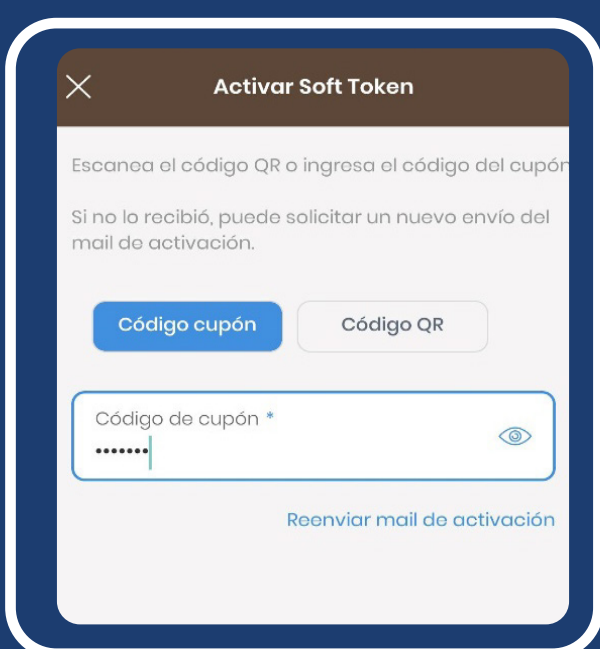 Activar Soft Token
Escanea el código QR o ingresa el código del cupón
Si no lo recibió, puede solicitar un nuevo envío del
mail de activación.
Código cupón
Código QR
Código de cupón *
•••••••
Reenviar mail de activación